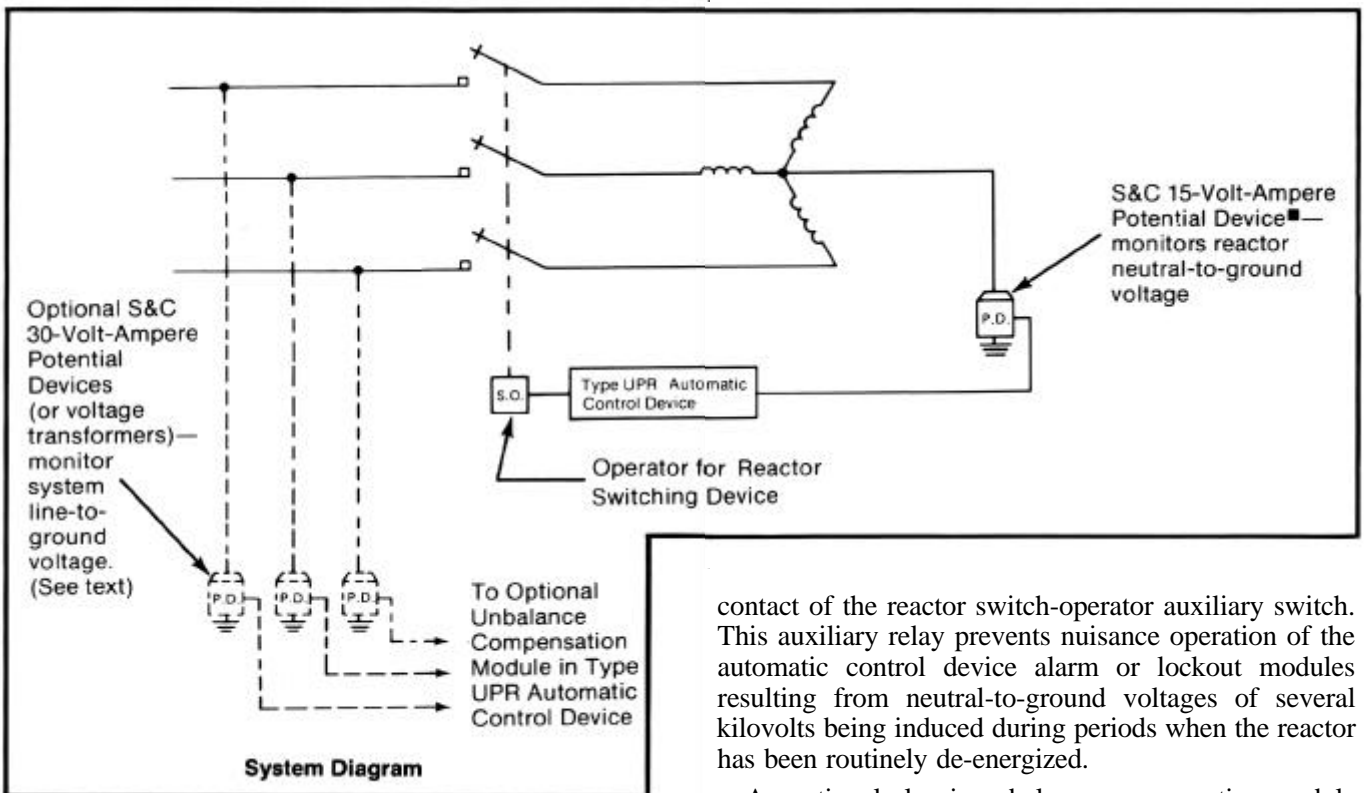 S&C 15-Volt-Ampere
Potential Device■—
monitors reactor
neutral-to-ground
voltage
P.D.
Optional S&C
30-Volt-Ampere
Potential
Devices
(or voltage
transformers)—
monitor
system
line-to-
ground
voltage.
(See text)
S.O.
Type UPR Automatic
Control Device
Operator for Reactor
Switching Device
P.D.
P.D.
P.D.
To Optional
Unbalance
Compensation
Module in Type
UPR Automatic
Control Device
System Diagram
contact of the reactor switch-operator auxiliary switch.
This auxiliary relay prevents nuisance operation of the
automatic control device alarm or lockout modules
resulting from neutral-to-ground voltages of several
kilovolts being induced during periods when the reactor
has been routinely de-energized.